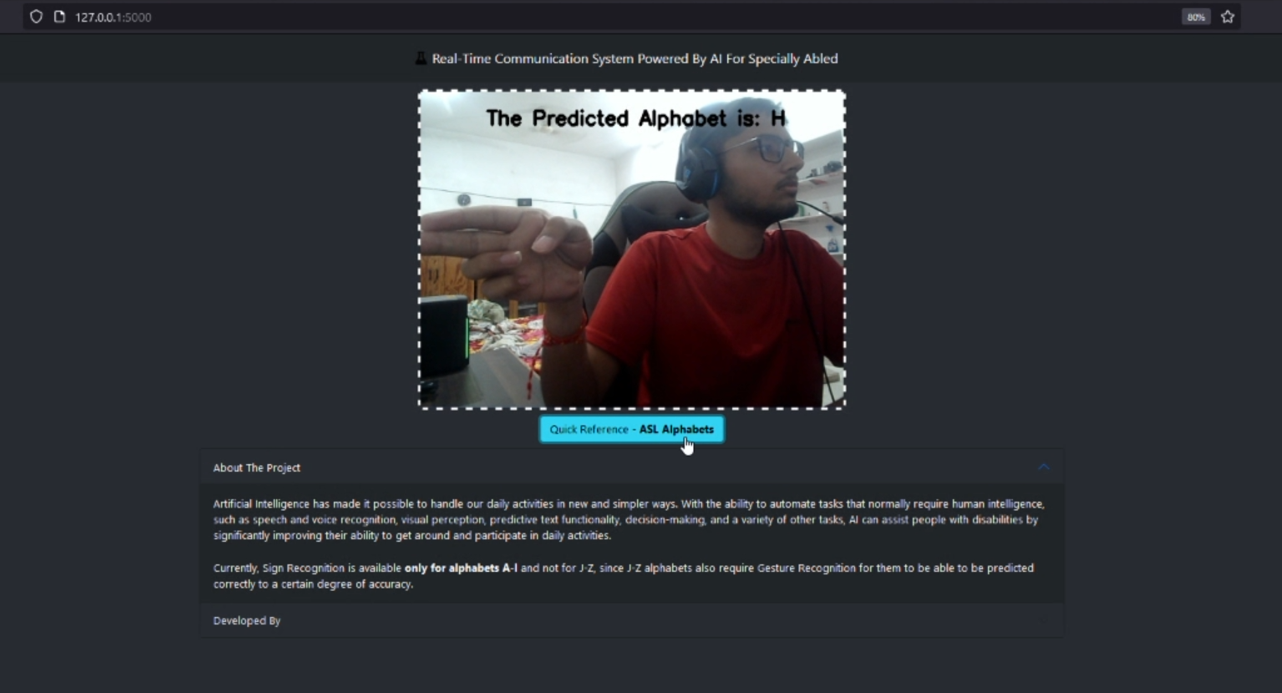 127.0.0.1:5000
80%
Real-Time Communication System Powered By AI For Specially Abled
The Predicted Alphabet is: H
Quick Reference - ASL Alphabets
About The Project
Artificial Intelligence has made it possible to handle our daily activities in new and simpler ways. With the ability to automate tasks that normally require human intelligence,
such as speech and voice recognition, visual perception, predictive text functionality, decision-making, and a variety of other tasks, AI can assist people with disabilities by
significantly improving their ability to get around and participate in daily activities.
Currently, Sign Recognition is available only for alphabets A-I and not for J-Z, since J-Z alphabets also require Gesture Recognition for them to be able to be predicted
correctly to a certain degree of accuracy.
Developed By